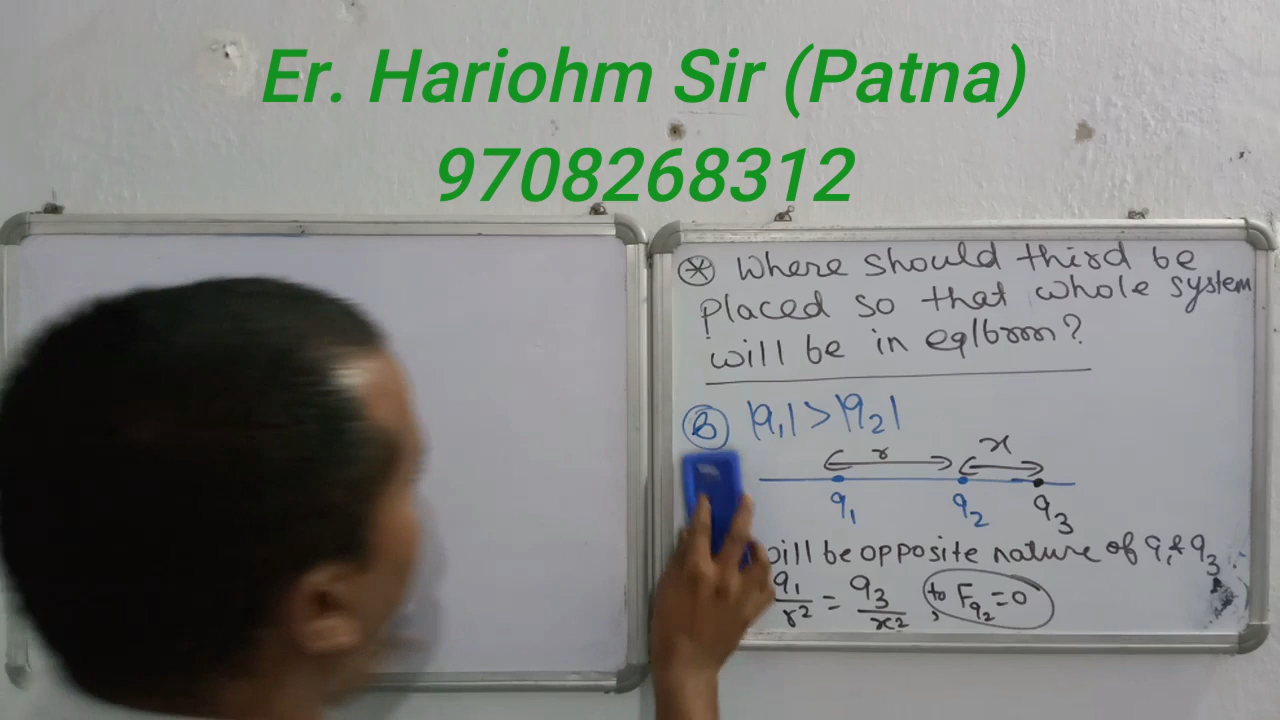 Er. Hariohm Sir (Patna)
9708268312
* Where should third be
placed so that whole system
will be in eqlbrm?
B |q1| > |q2|
r x
q1 q2 q3
will be opposite nature of q1 & q3
q1/r2 = q3/x2, to Fq2=0